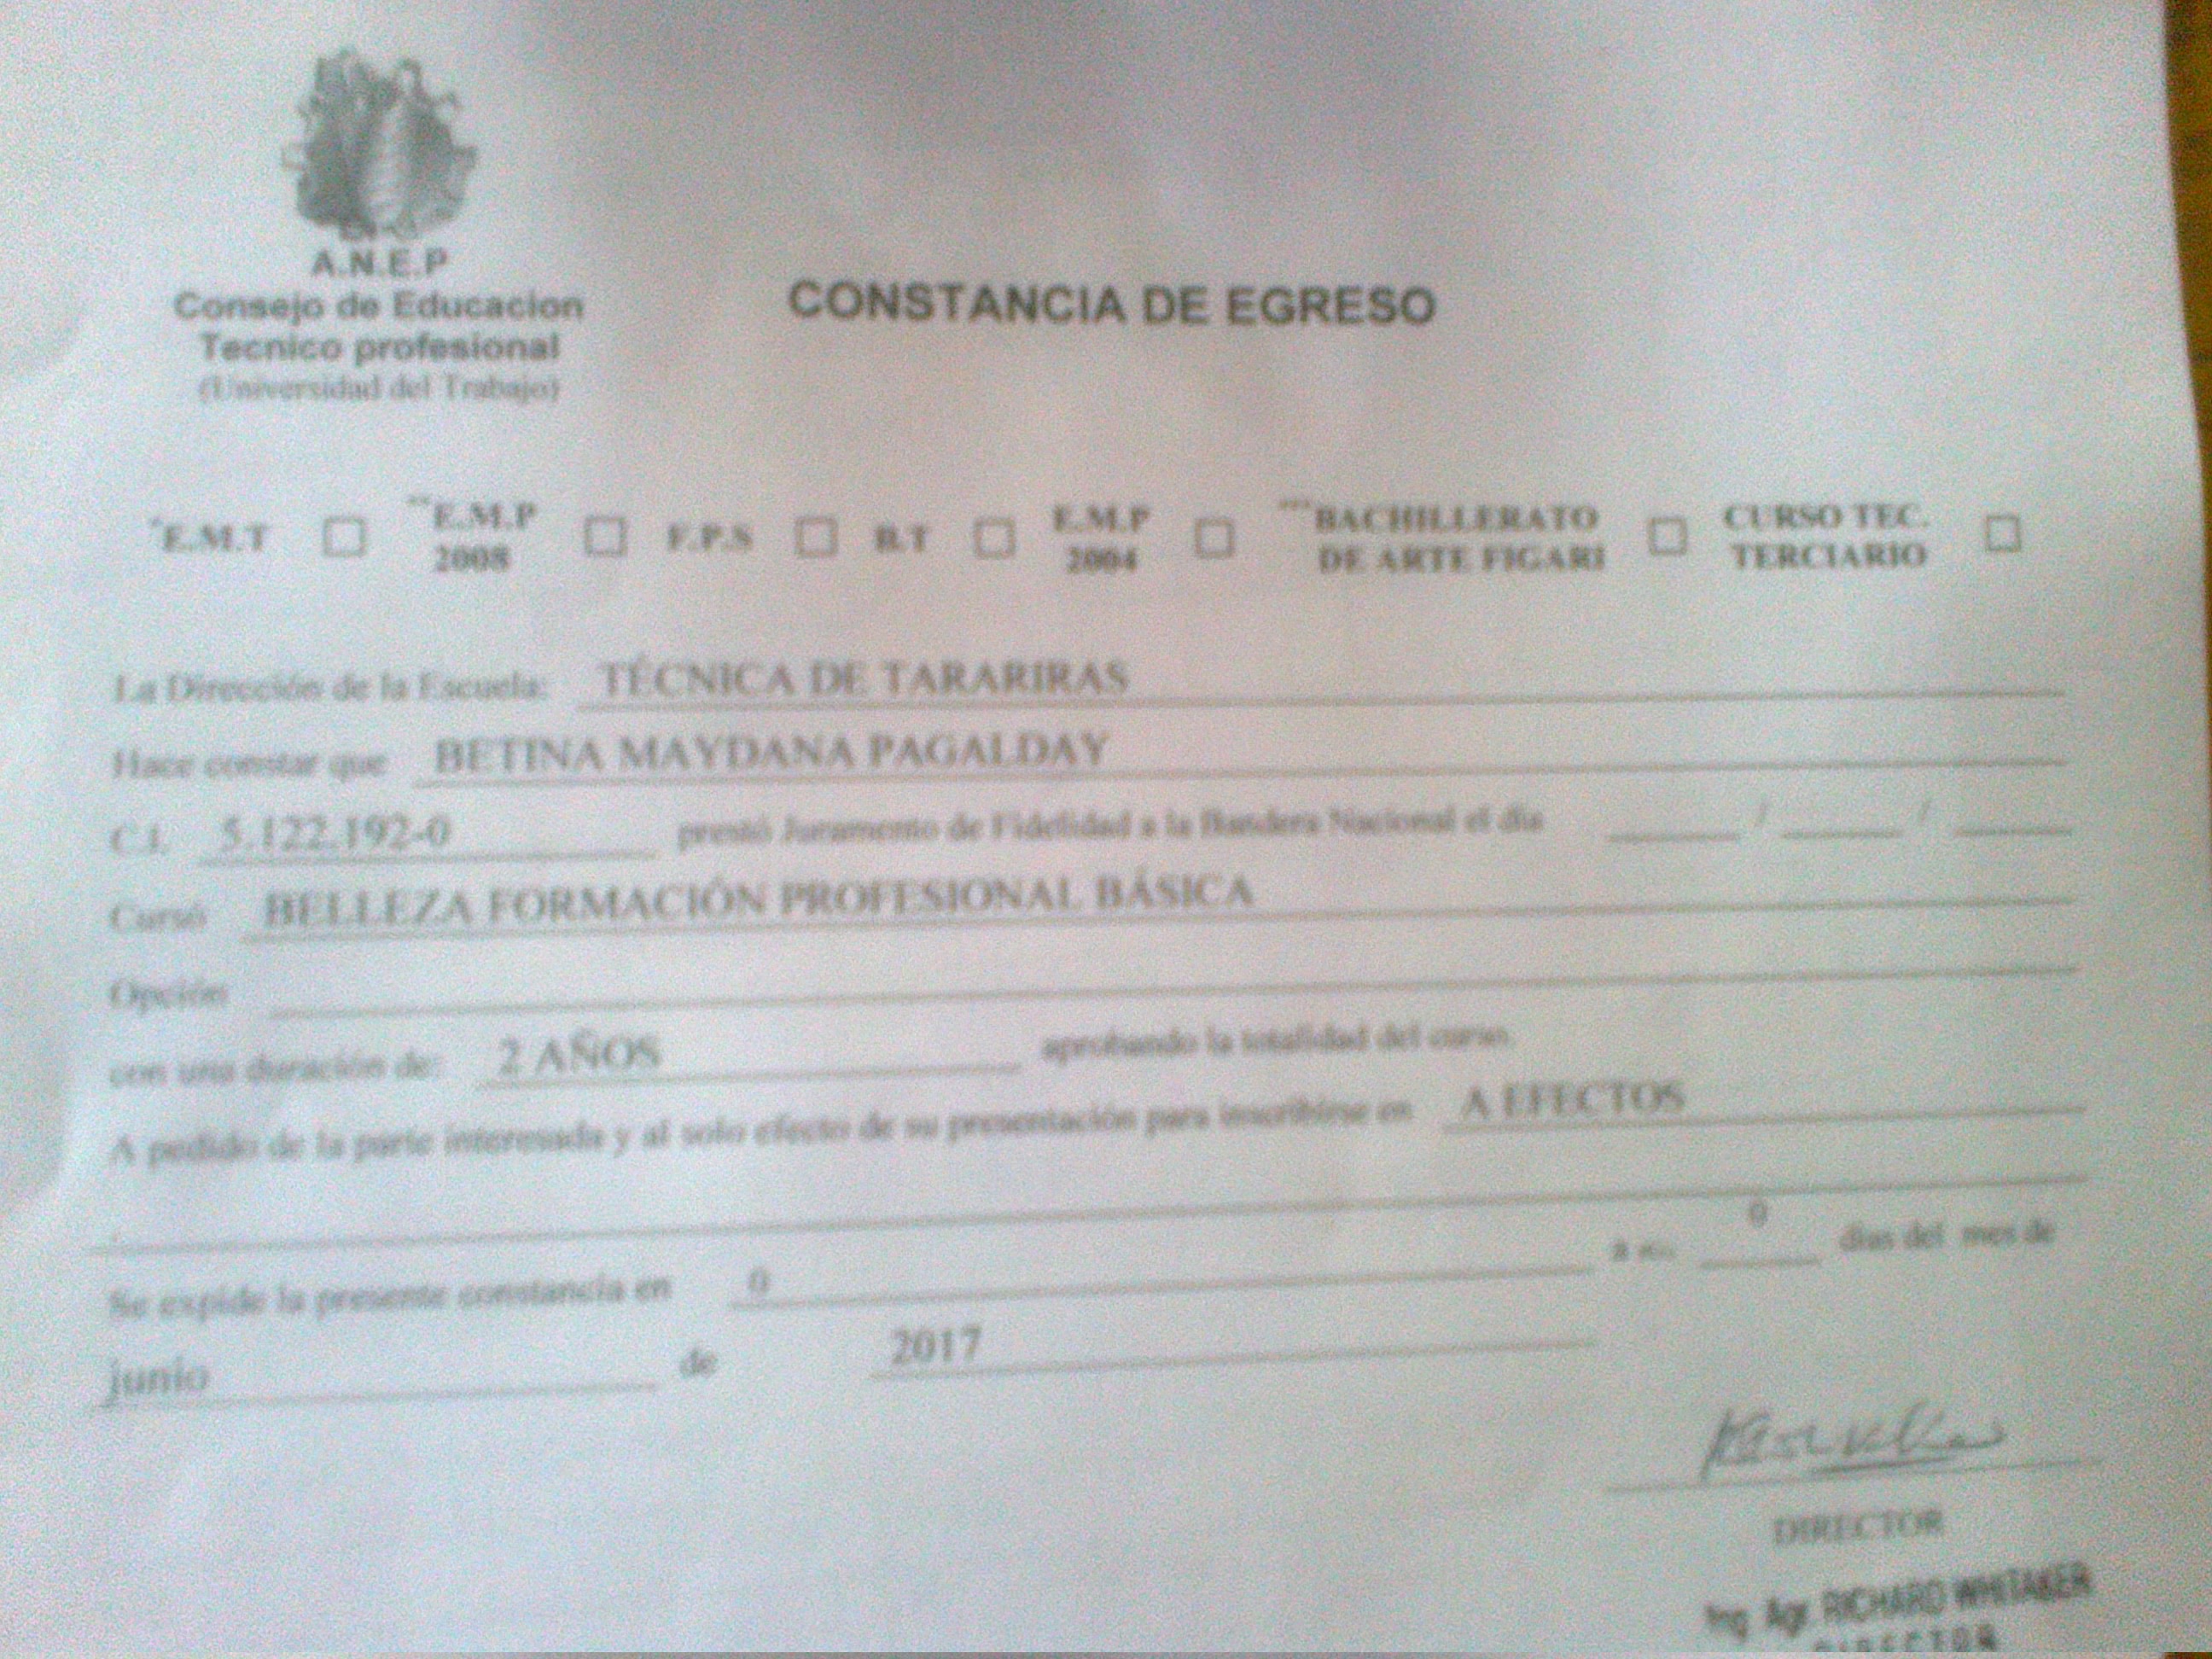 A.N.E.P
Consejo de Educacion
Tecnico profesional
(Universidad del Trabajo)
CONSTANCIA DE EGRESO
*E.M.T □ **E.M.P 2008 □ F.P.S □ B.T □ E.M.P 2004 □ ***BACHILLERATO DE ARTE FIGARI □ CURSO TEC. TERCIARIO □
La Dirección de la Escuela: TÉCNICA DE TARARIRAS
Hace constar que BETINA MAYDANA PAGALDAY
C.I. 5.122.192-0 prestó Juramento de Fidelidad a la Bandera Nacional el día / /
Cursó BELLEZA FORMACIÓN PROFESIONAL BÁSICA
Opción
con una duración de: 2 AÑOS aprobando la totalidad del curso.
A pedido de la parte interesada y al solo efecto de su presentación para inscribirse en A EFECTOS
.
Se expide la presente constancia en 0 a los 0 días del mes de
junio de 2017
DIRECTOR
Ing. Agr. RICHARD WHITAKER
DIRECTOR